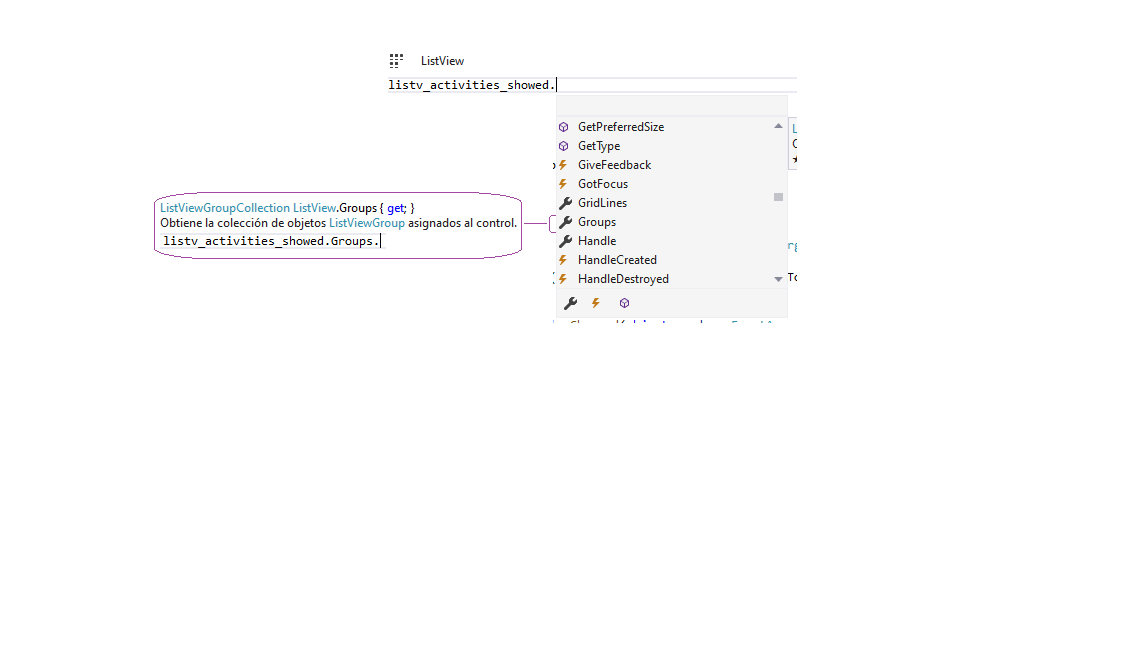 ListView
listv_activities_showed.
GetPreferredSize
GetType
GiveFeedback
GotFocus
GridLines
Groups
Handle
HandleCreated
HandleDestroyed
ListViewGroupCollection ListView.Groups { get; }
Obtiene la colección de objetos ListViewGroup asignados al control.
listv_activities_showed.Groups.